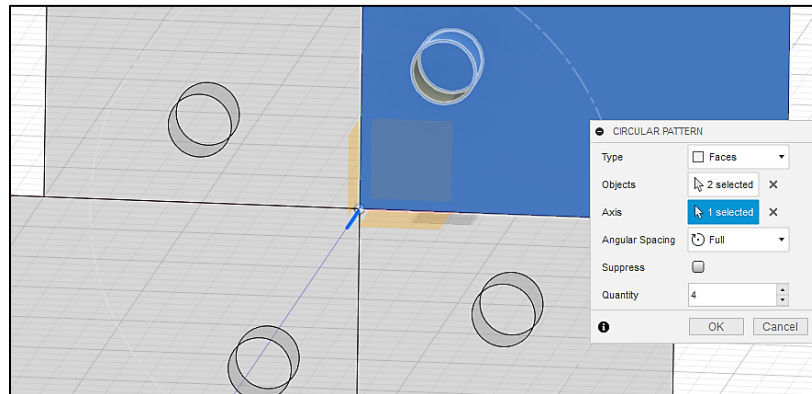 CIRCULAR PATTERN
Type Faces
Objects 2 selected
Axis 1 selected
Angular Spacing Full
Suppress
Quantity 4
OK Cancel